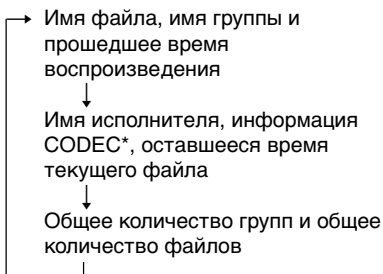 Имя файла, имя группы и
прошедшее время
воспроизведения
Имя исполнителя, информация
CODEC*, оставшееся время
текущего файла
Общее количество групп и общее
количество файлов